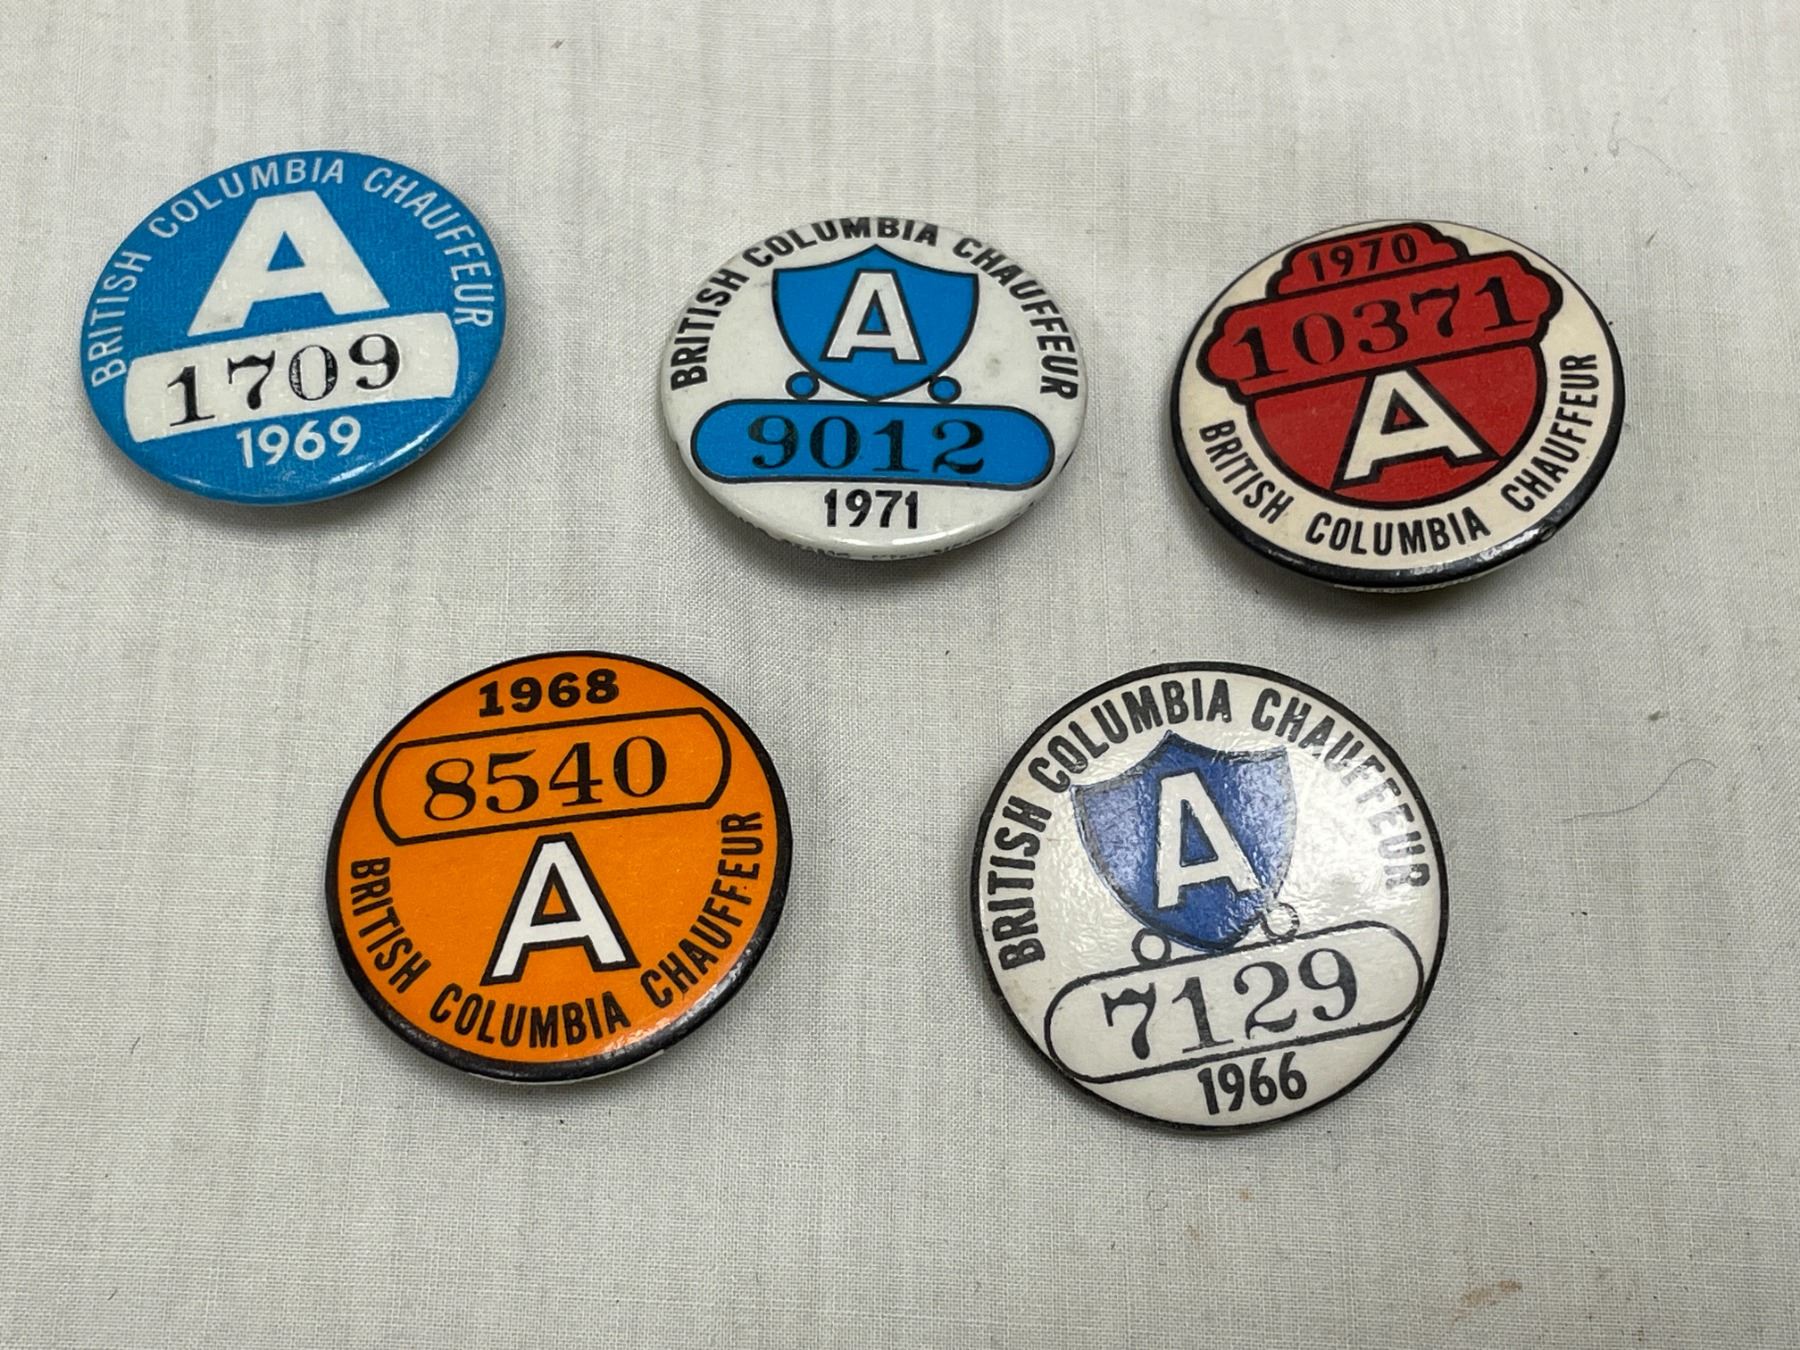 BRITISH COLUMBIA CHAUFFEUR
A
1709
1969
BRITISH COLUMBIA CHAUFFEUR
A
9012
1971
1970
10371
A
BRITISH COLUMBIA CHAUFFEUR
1968
8540
A
BRITISH COLUMBIA CHAUFFEUR
BRITISH COLUMBIA CHAUFFEUR
A
7129
1966